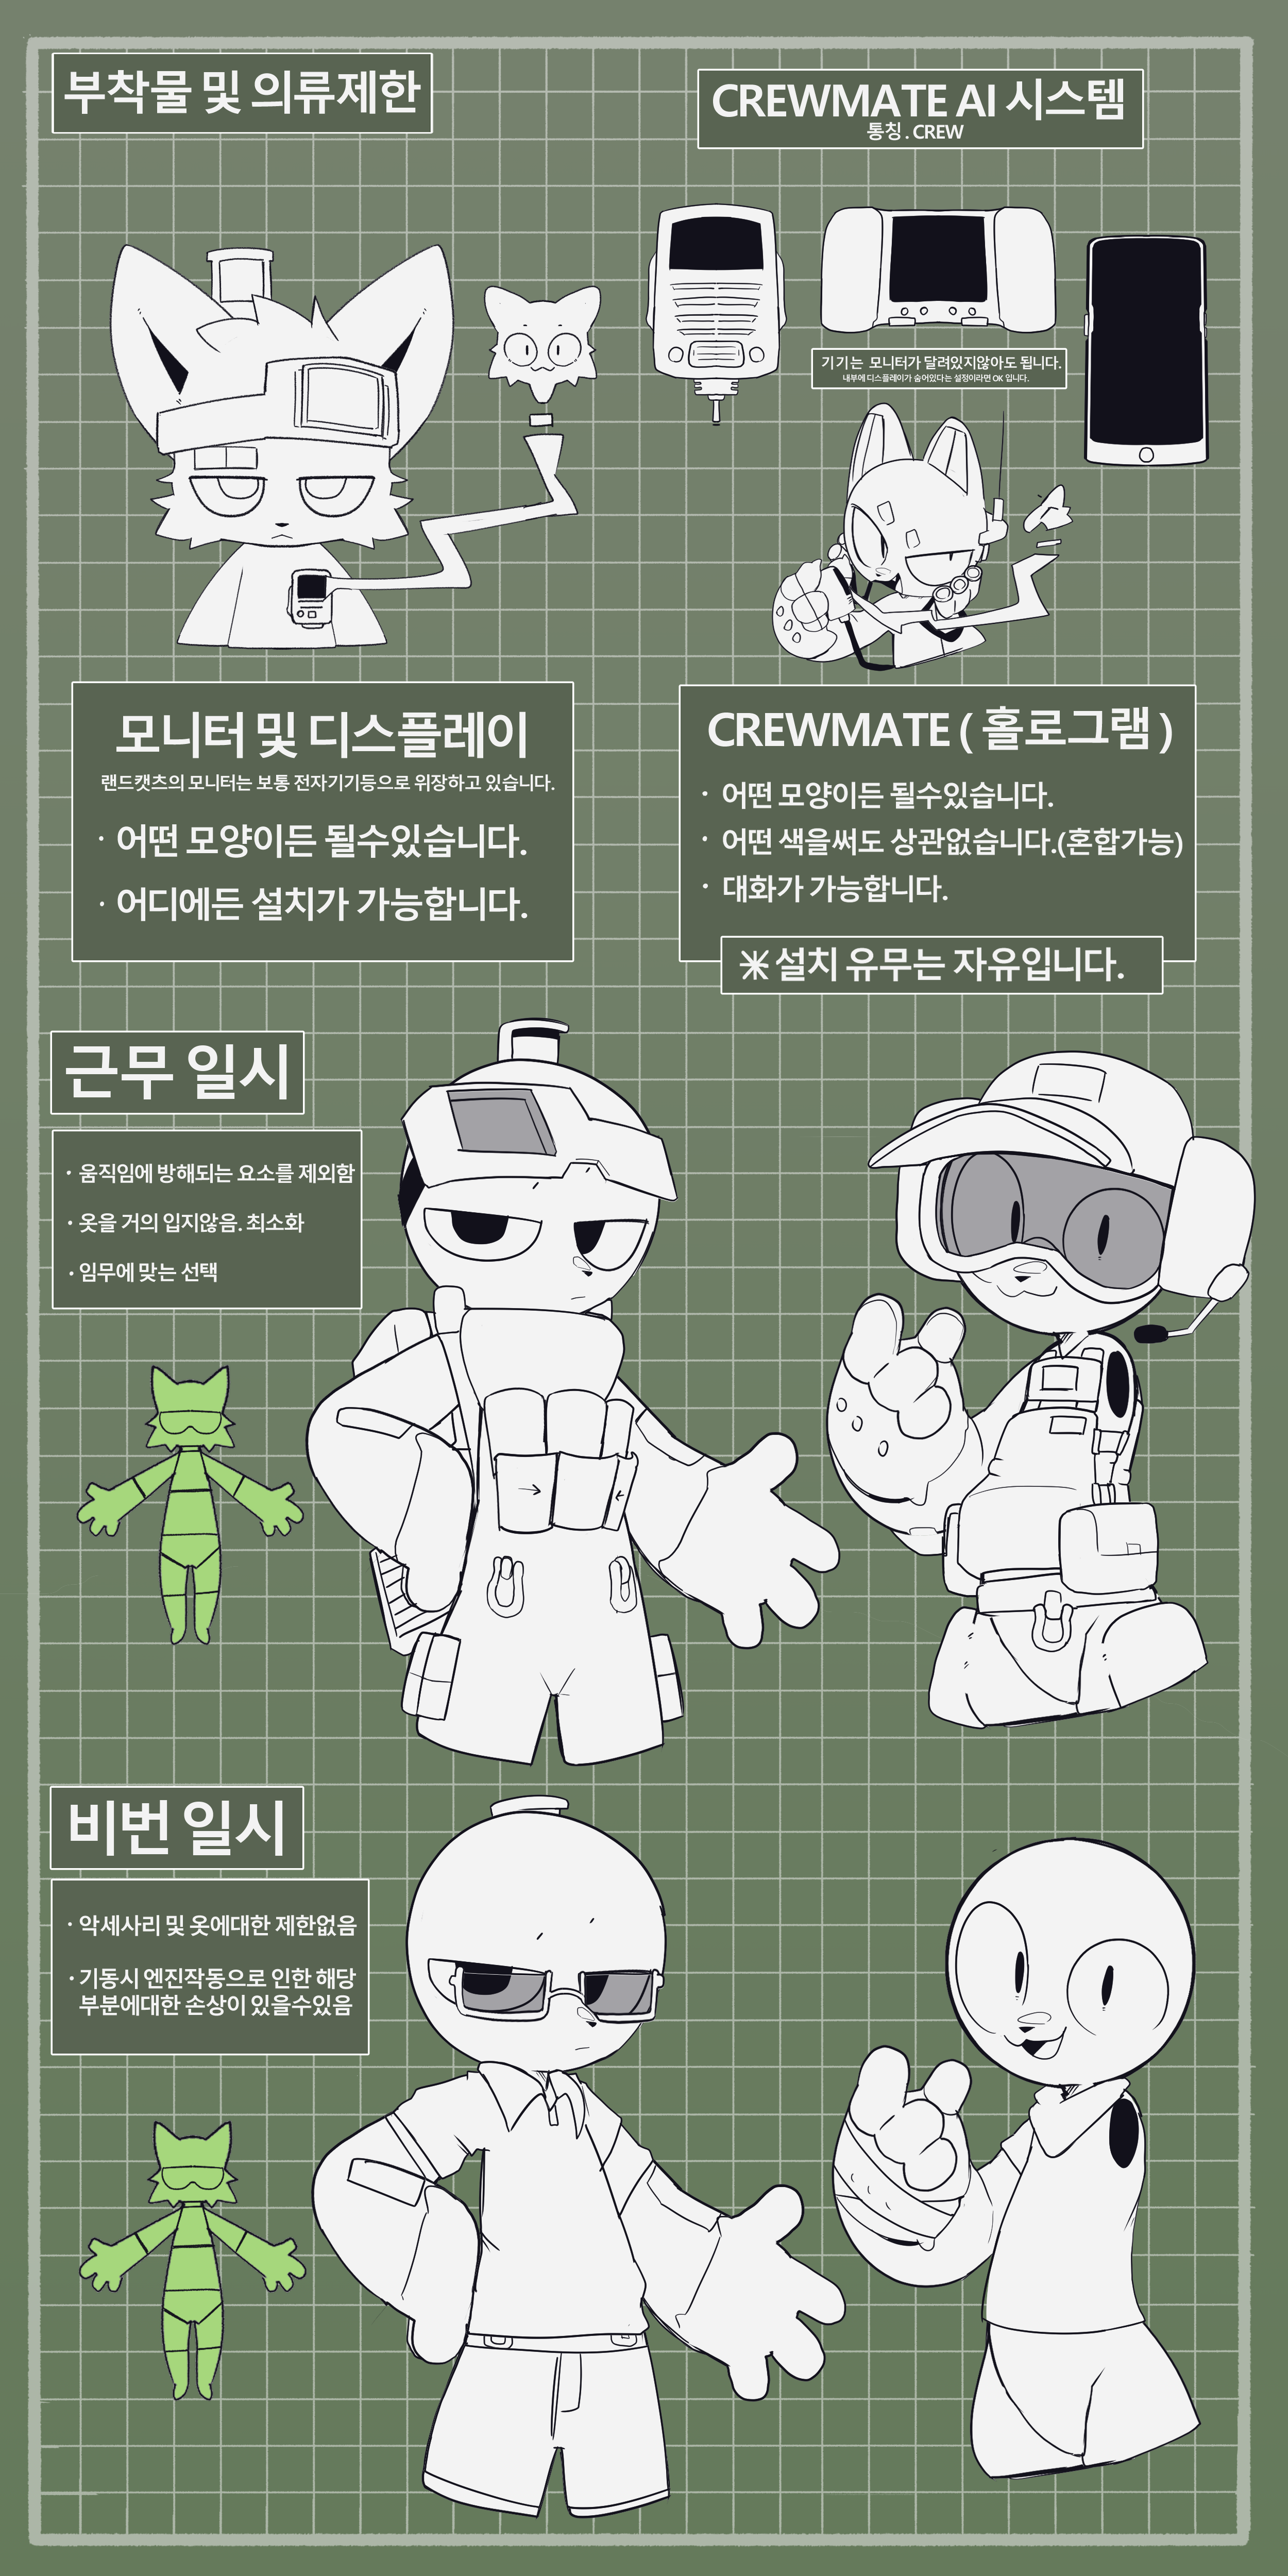 부착물 및 의류제한
CREWMATE AI 시스템
통칭 . CREW
기기는 모니터가 달려있지않아도 됩니다.
내부에 디스플레이가 숨어있다는 설정이라면 OK 입니다.
모니터 및 디스플레이
랜드캣츠의 모니터는 보통 전자기기등으로 위장하고 있습니다.
· 어떤 모양이든 될수있습니다.
· 어디에든 설치가 가능합니다.
CREWMATE ( 홀로그램 )
· 어떤 모양이든 될수있습니다.
· 어떤 색을써도 상관없습니다.(혼합가능)
· 대화가 가능합니다.
※ 설치 유무는 자유입니다.
근무 일시
· 움직임에 방해되는 요소를 제외함
· 옷을 거의 입지않음. 최소화
· 임무에 맞는 선택
비번 일시
· 악세사리 및 옷에대한 제한없음
· 기동시 엔진작동으로 인한 해당
부분에대한 손상이 있을수있음